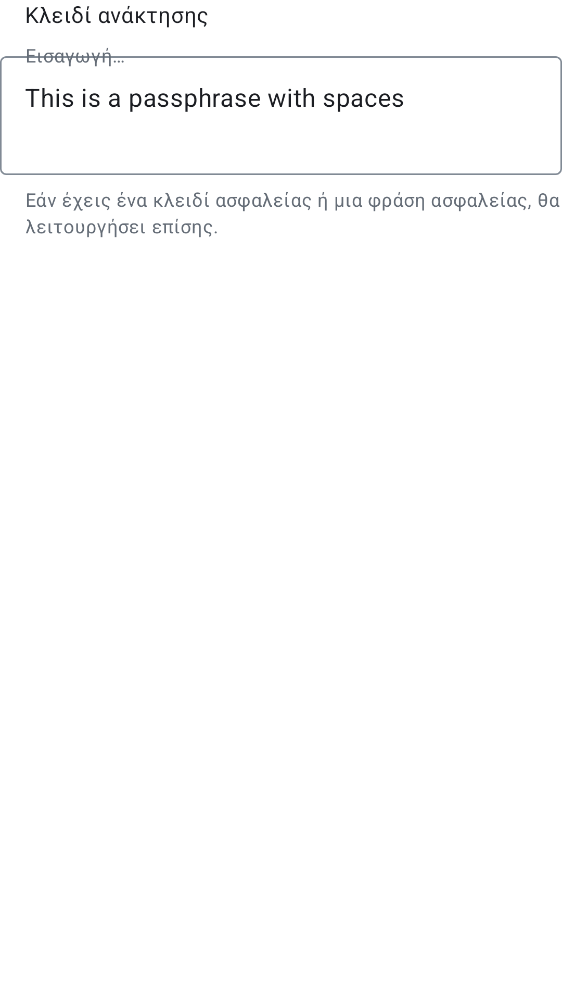 Κλειδί ανάκτησης
Εισαγωγή…
This is a passphrase with spaces
Εάν έχεις ένα κλειδί ασφαλείας ή μια φράση ασφαλείας, θα
λειτουργήσει επίσης.